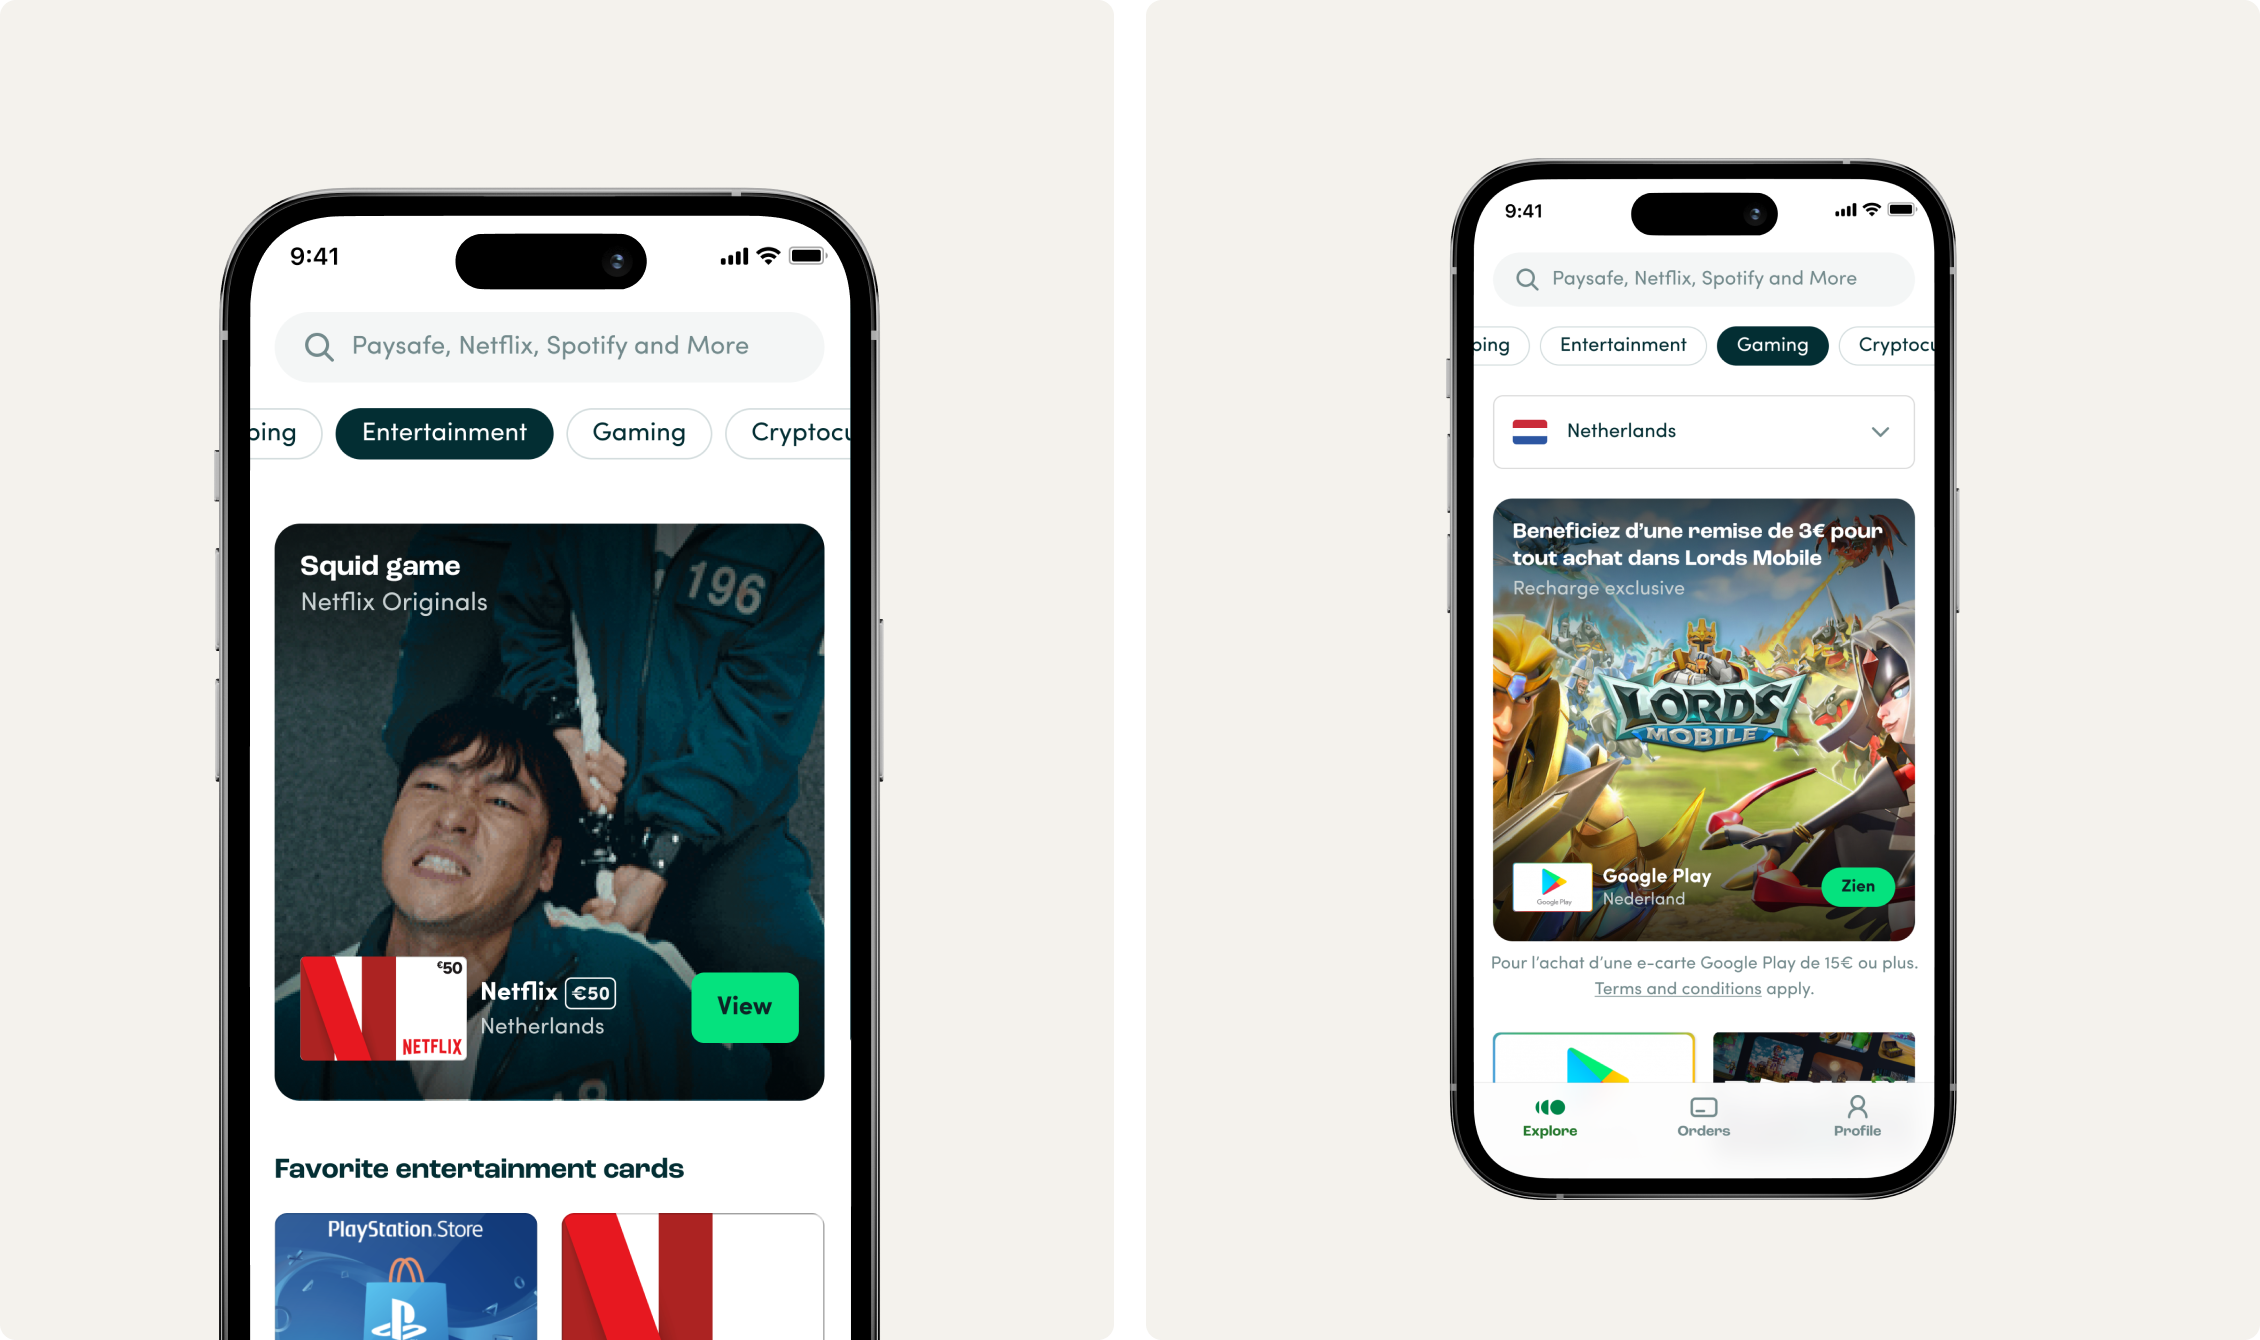 9:41
Paysafe, Netflix, Spotify and More
ping
Entertainment
Gaming
Cryptocu
Squid game
Netflix Originals
196
€50
NETFLIX
Netflix €50
Netherlands
View
Favorite entertainment cards
PlayStation.Store
9:41
Paysafe, Netflix, Spotify and More
ping
Entertainment
Gaming
Cryptocu
Netherlands
Beneficiez d’une remise de 3€ pour
tout achat dans Lords Mobile
Recharge exclusive
LORDS
MOBILE
Google Play
Google Play
Nederland
Zien
Pour l’achat d’une e-carte Google Play de 15€ ou plus.
Terms and conditions apply.
Explore
Orders
Profile